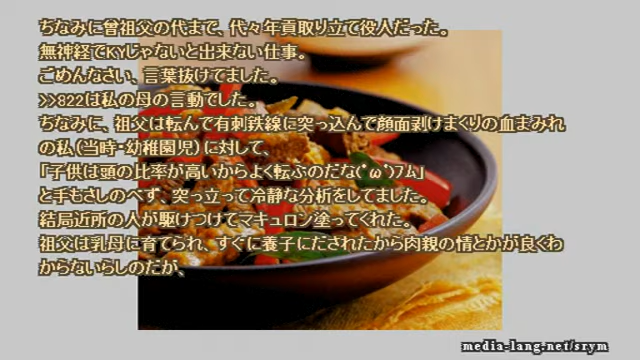 ちなみに曾祖父の代まで、代々年貢取り立て役人だった。
無神経でKYじゃないと出来ない仕事。
ごめんなさい、言葉抜けてました。
>>822は私の母の言動でした。
ちなみに、祖父は転んで有刺鉄線に突っ込んで顔面剥けまくりの血まみれ
の私（当時・幼稚園児）に対して、
『子供は頭の比率が高いからよく転ぶのだな(ﾟωﾟ)フム」
と手もさしのべず、突っ立って冷静な分析をしてました。
結局近所の人が駆けつけてマキュロン塗ってくれた。
祖父は乳母に育てられ、すぐに養子にだされたから肉親の情とかが良くわ
からないらしのだが、
media-lang.net/srym